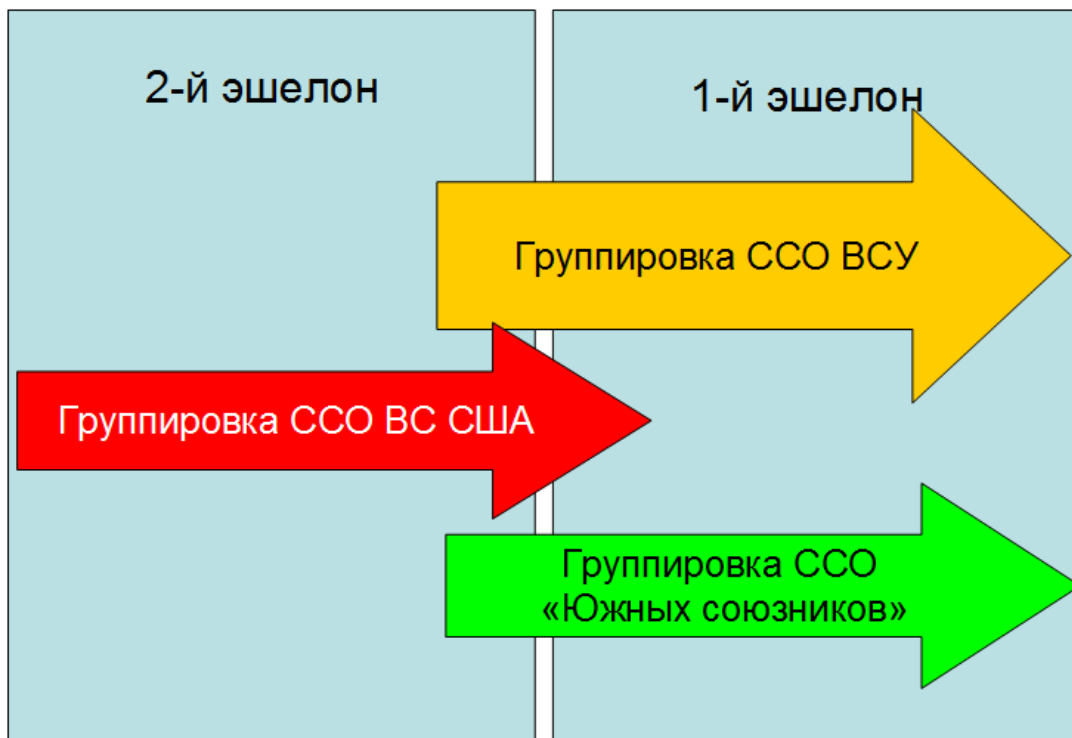 2-й эшелон
1-й эшелон
Группировка ССО ВСУ
Группировка ССО ВС США
Группировка ССО
«Южных союзников»